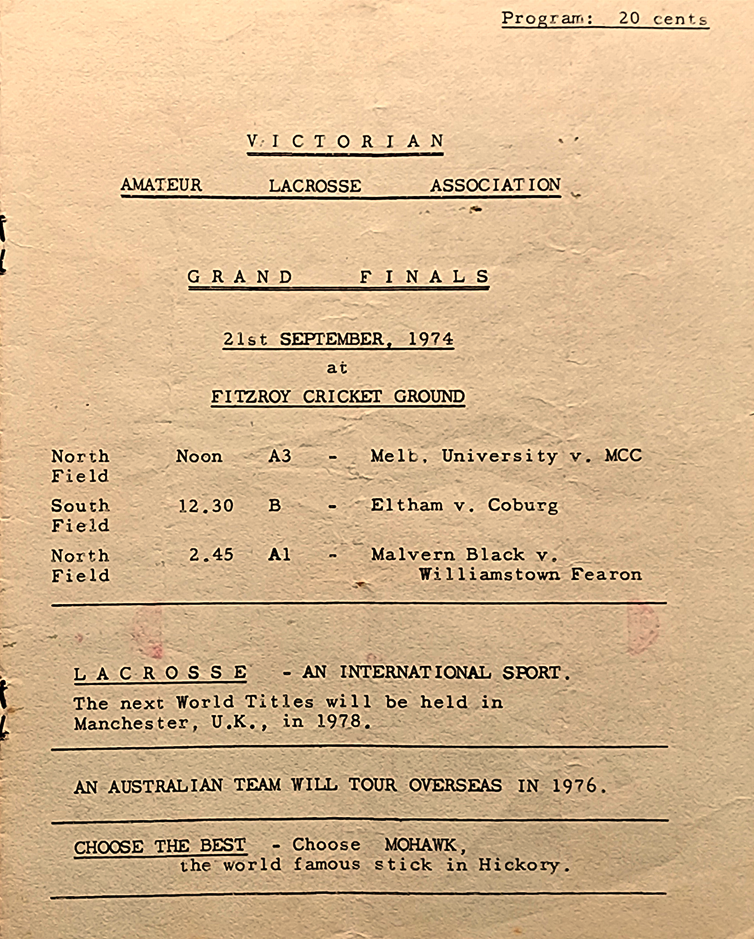 Program: 20 cents
VICTORIAN
AMATEUR LACROSSE ASSOCIATION
GRAND FINALS
21st SEPTEMBER, 1974
at
FITZROY CRICKET GROUND
North Noon A3 - Melb. University v. MCC
Field
South 12.30 B - Eltham v. Coburg
Field
North 2.45 A1 - Malvern Black v.
Field Williamstown Fearon
LACROSSE - AN INTERNATIONAL SPORT.
The next World Titles will be held in
Manchester, U.K., in 1978.
AN AUSTRALIAN TEAM WILL TOUR OVERSEAS IN 1976.
CHOOSE THE BEST - Choose MOHAWK,
the world famous stick in Hickory.